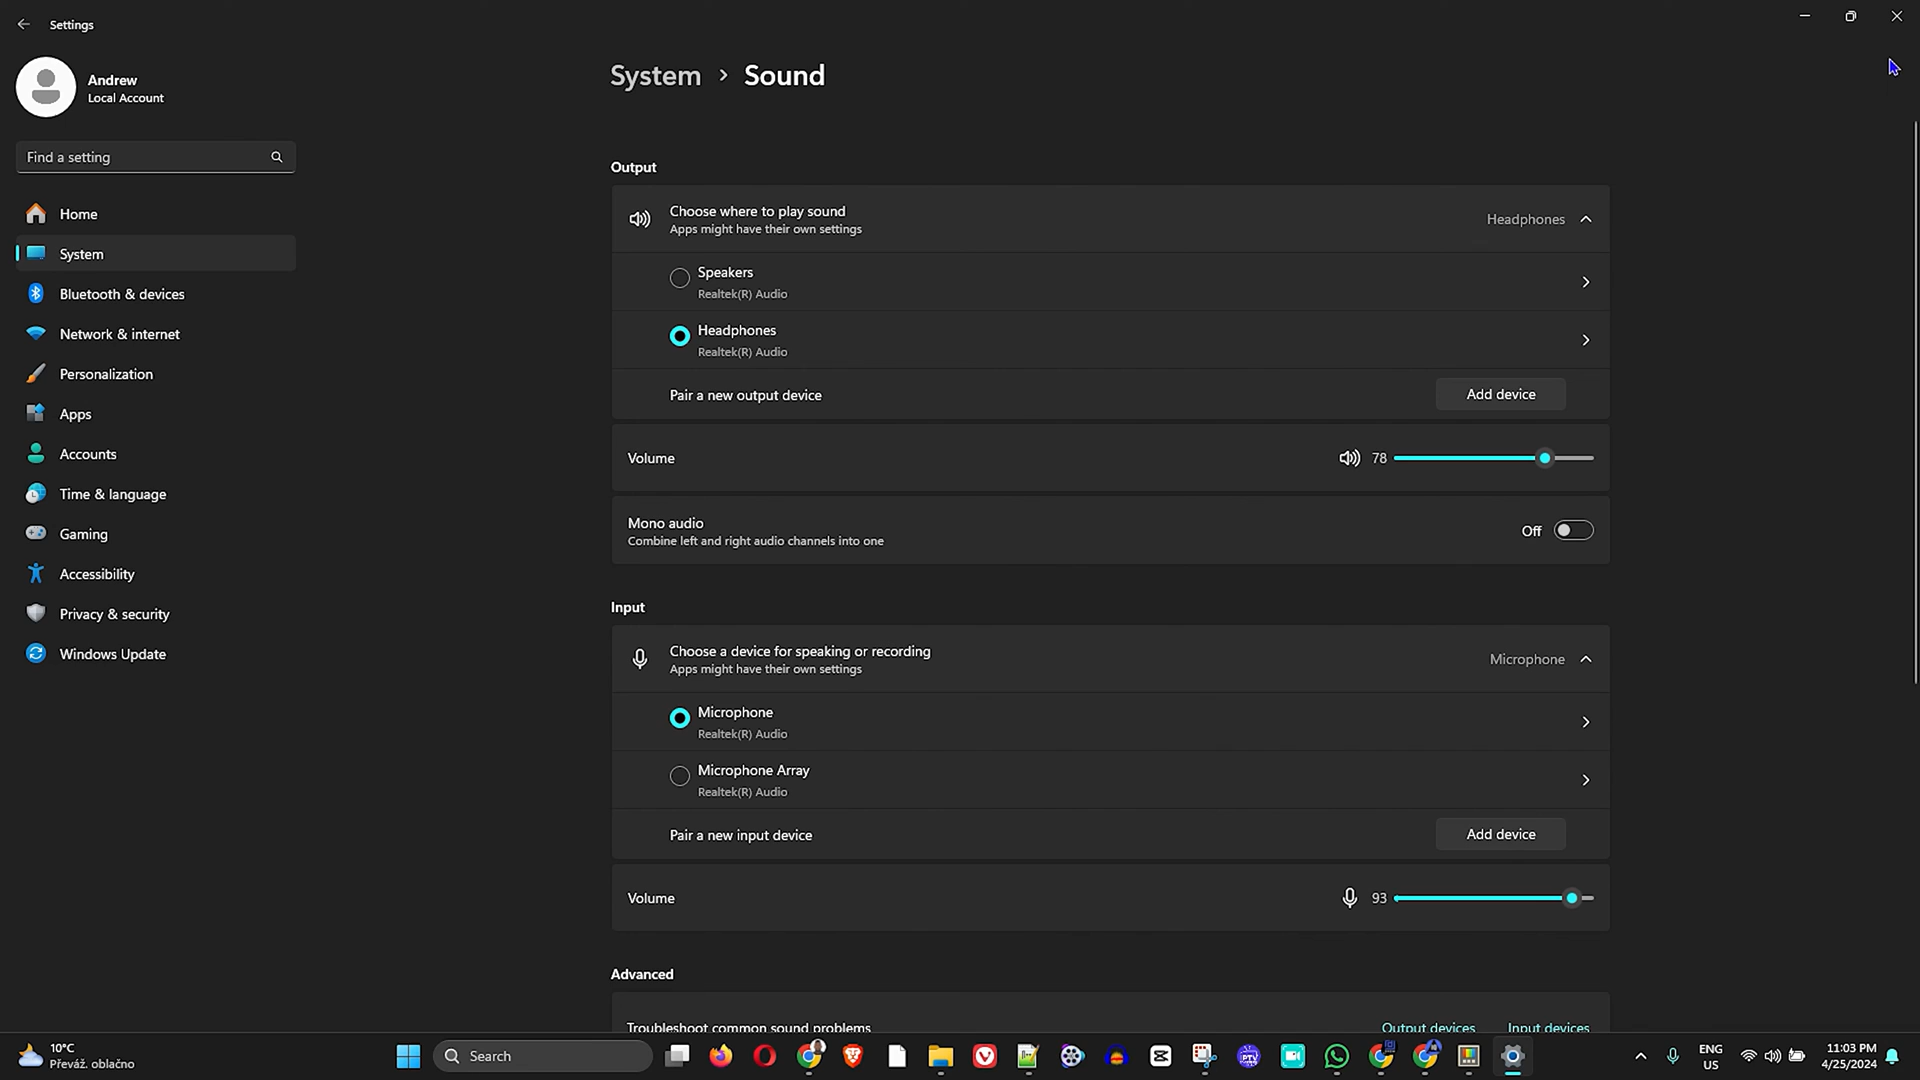 Settings
Andrew
Local Account
Find a setting
Home
System
Bluetooth & devices
Network & internet
Personalization
Apps
Accounts
Time & language
Gaming
Accessibility
Privacy & security
Windows Update
System > Sound
Output
Choose where to play sound
Apps might have their own settings
Headphones
Speakers
Realtek(R) Audio
Headphones
Realtek(R) Audio
Pair a new output device
Add device
Volume
78
Mono audio
Combine left and right audio channels into one
Off
Input
Choose a device for speaking or recording
Apps might have their own settings
Microphone
Microphone
Realtek(R) Audio
Microphone Array
Realtek(R) Audio
Pair a new input device
Add device
Volume
93
Advanced
Troubleshoot common sound problems
Output devices
Input devices
10°C
Převáž. oblačno
Search
PTV
ENG
US
11:03 PM
4/25/2024